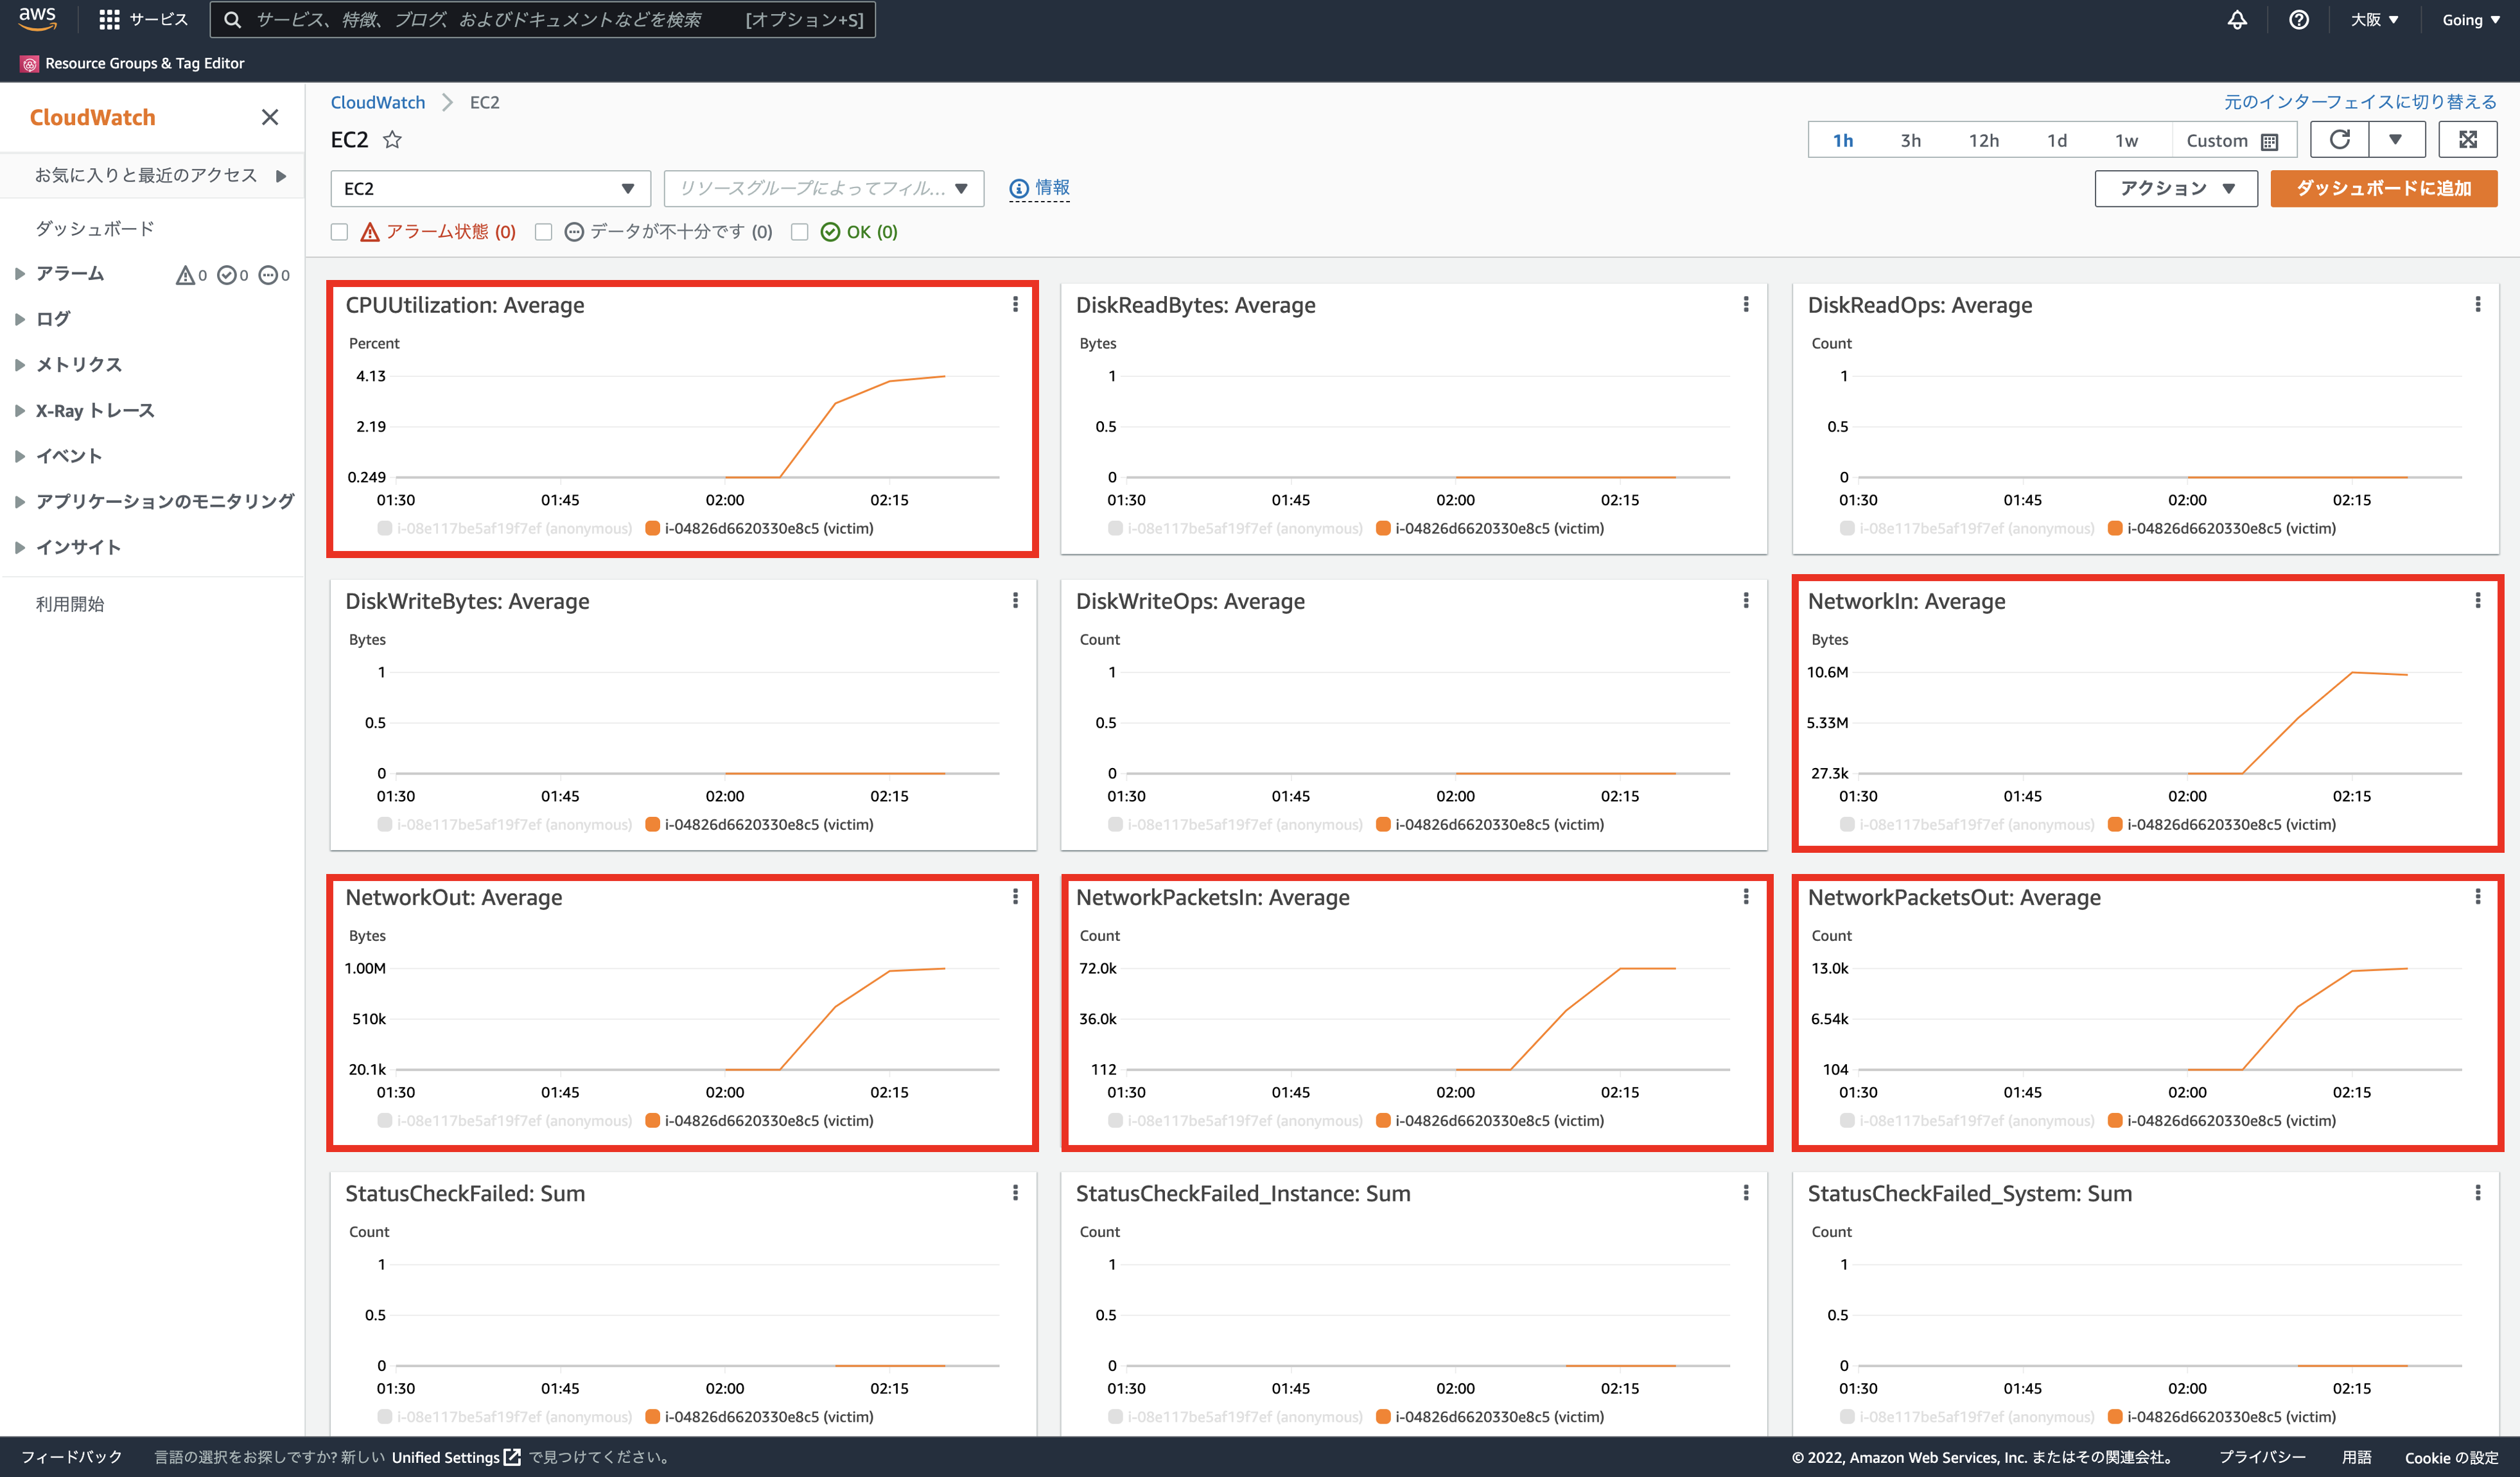 aws サービス サービス、特徴、ブログ、およびドキュメントなどを検索 [オプション+S] 大阪 Going
Resource Groups & Tag Editor
CloudWatch
お気に入りと最近のアクセス
ダッシュボード
アラーム 0 0 0
ログ
メトリクス
X-Ray トレース
イベント
アプリケーションのモニタリング
インサイト
利用開始
CloudWatch EC2
元のインターフェイスに切り替える
EC2
1h 3h 12h 1d 1w Custom
EC2 リソースグループによってフィル... 情報
アクション ダッシュボードに追加
アラーム状態 (0) データが不十分です (0) OK (0)
CPUUtilization: Average
Percent
4.13
2.19
0.249
01:30 01:45 02:00 02:15
i-08e117be5af19f7ef (anonymous) i-04826d6620330e8c5 (victim)
DiskReadBytes: Average
Bytes
1
0.5
0
01:30 01:45 02:00 02:15
i-08e117be5af19f7ef (anonymous) i-04826d6620330e8c5 (victim)
DiskReadOps: Average
Count
1
0.5
0
01:30 01:45 02:00 02:15
i-08e117be5af19f7ef (anonymous) i-04826d6620330e8c5 (victim)
DiskWriteBytes: Average
Bytes
1
0.5
0
01:30 01:45 02:00 02:15
i-08e117be5af19f7ef (anonymous) i-04826d6620330e8c5 (victim)
DiskWriteOps: Average
Count
1
0.5
0
01:30 01:45 02:00 02:15
i-08e117be5af19f7ef (anonymous) i-04826d6620330e8c5 (victim)
NetworkIn: Average
Bytes
10.6M
5.33M
27.3k
01:30 01:45 02:00 02:15
i-08e117be5af19f7ef (anonymous) i-04826d6620330e8c5 (victim)
NetworkOut: Average
Bytes
1.00M
510k
20.1k
01:30 01:45 02:00 02:15
i-08e117be5af19f7ef (anonymous) i-04826d6620330e8c5 (victim)
NetworkPacketsIn: Average
Count
72.0k
36.0k
112
01:30 01:45 02:00 02:15
i-08e117be5af19f7ef (anonymous) i-04826d6620330e8c5 (victim)
NetworkPacketsOut: Average
Count
13.0k
6.54k
104
01:30 01:45 02:00 02:15
i-08e117be5af19f7ef (anonymous) i-04826d6620330e8c5 (victim)
StatusCheckFailed: Sum
Count
1
0.5
0
01:30 01:45 02:00 02:15
i-08e117be5af19f7ef (anonymous) i-04826d6620330e8c5 (victim)
StatusCheckFailed_Instance: Sum
Count
1
0.5
0
01:30 01:45 02:00 02:15
i-08e117be5af19f7ef (anonymous) i-04826d6620330e8c5 (victim)
StatusCheckFailed_System: Sum
Count
1
0.5
0
01:30 01:45 02:00 02:15
i-08e117be5af19f7ef (anonymous) i-04826d6620330e8c5 (victim)
フィードバック 言語の選択をお探しですか? 新しい Unified Settings で見つけてください。 © 2022, Amazon Web Services, Inc. またはその関連会社。 プライバシー 用語 Cookie の設定